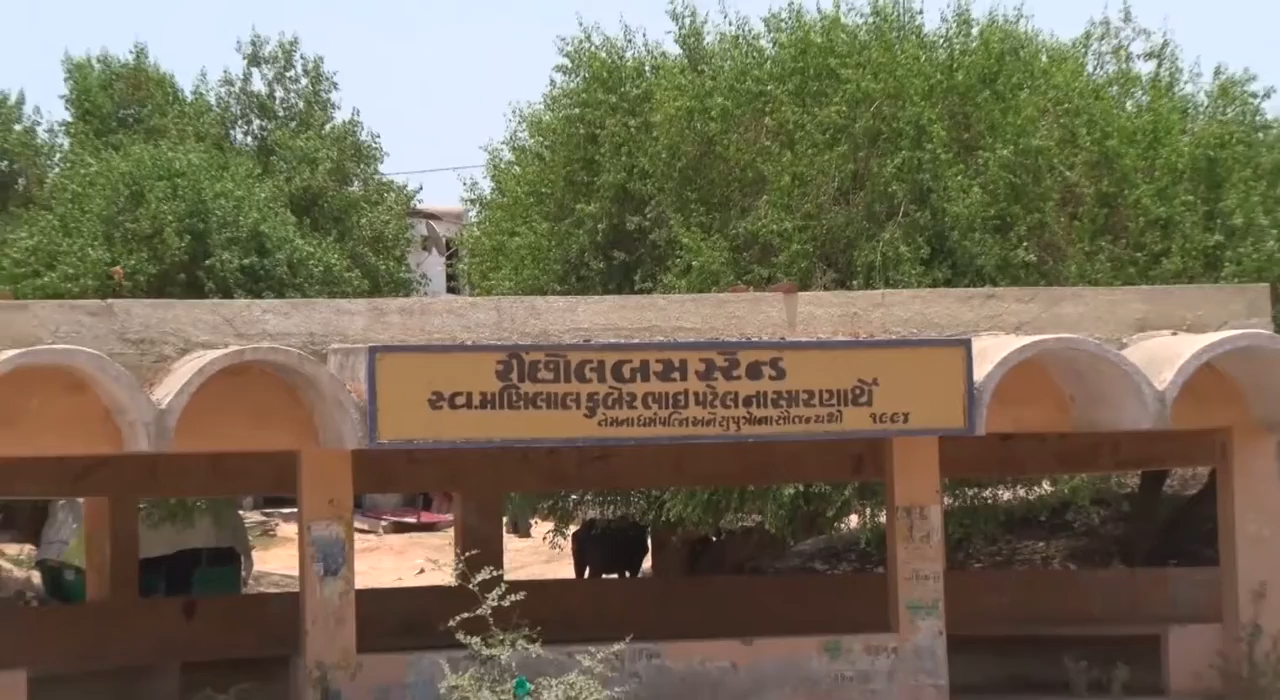 રીંછોલ બસ સ્ટેન્ડ
સ્વ. મણિલાલ કુબેરભાઇ પટેલના સ્મરણાર્થે
તેમના ધર્મપત્નિ અને સુપુત્રોના સૌજન્યથી ૧૯૯૪